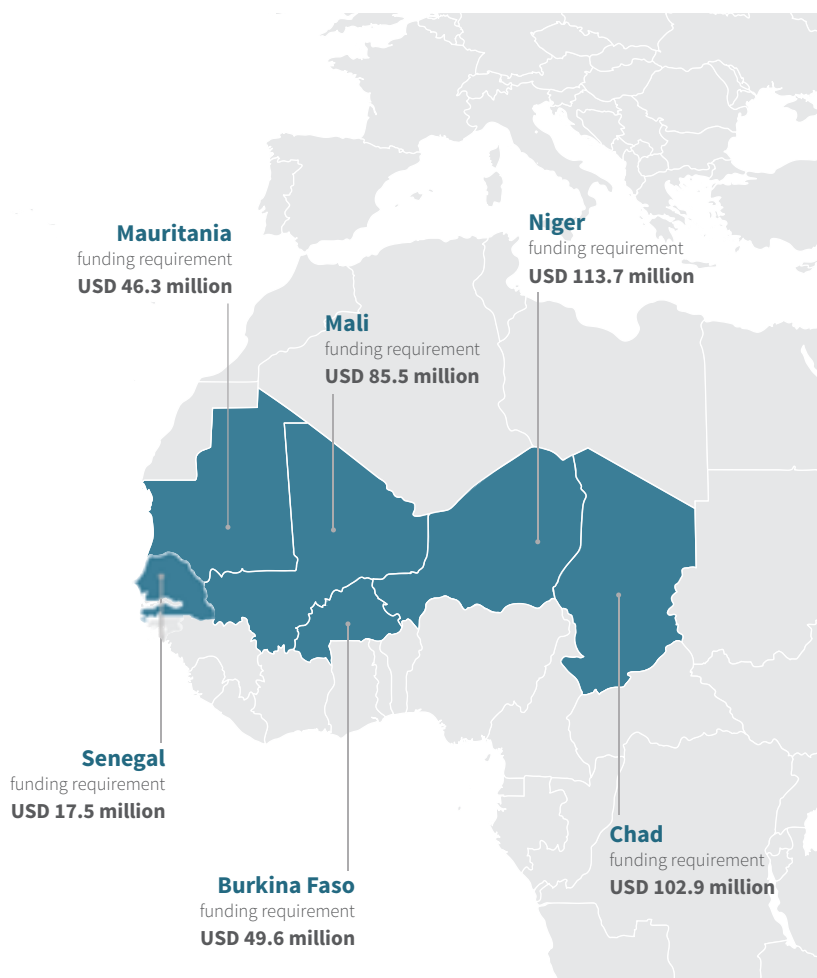 Mauritania
funding requirement
USD 46.3 million
Niger
funding requirement
USD 113.7 million
Mali
funding requirement
USD 85.5 million
Senegal
funding requirement
USD 17.5 million
Burkina Faso
funding requirement
USD 49.6 million
Chad
funding requirement
USD 102.9 million